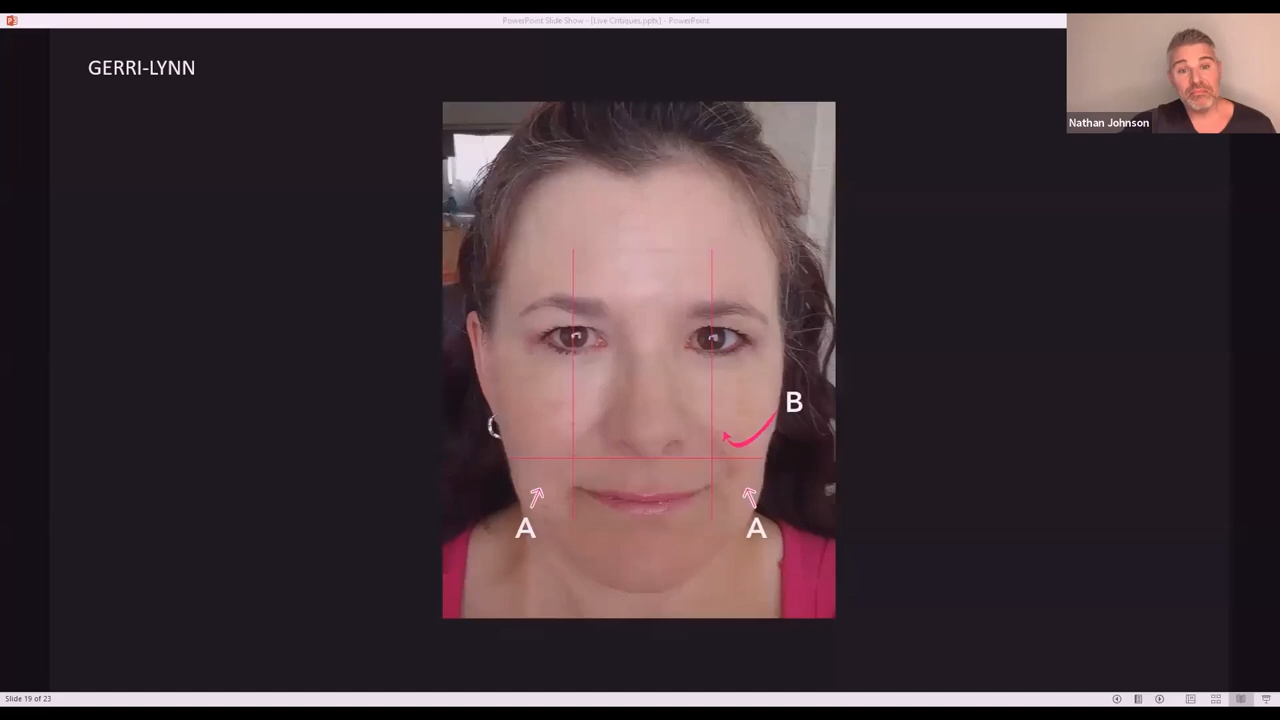 PowerPoint Slide Show - [Live Critiques.pptx] - PowerPoint
GERRI-LYNN
Nathan Johnson
B
A
A
Slide 19 of 23